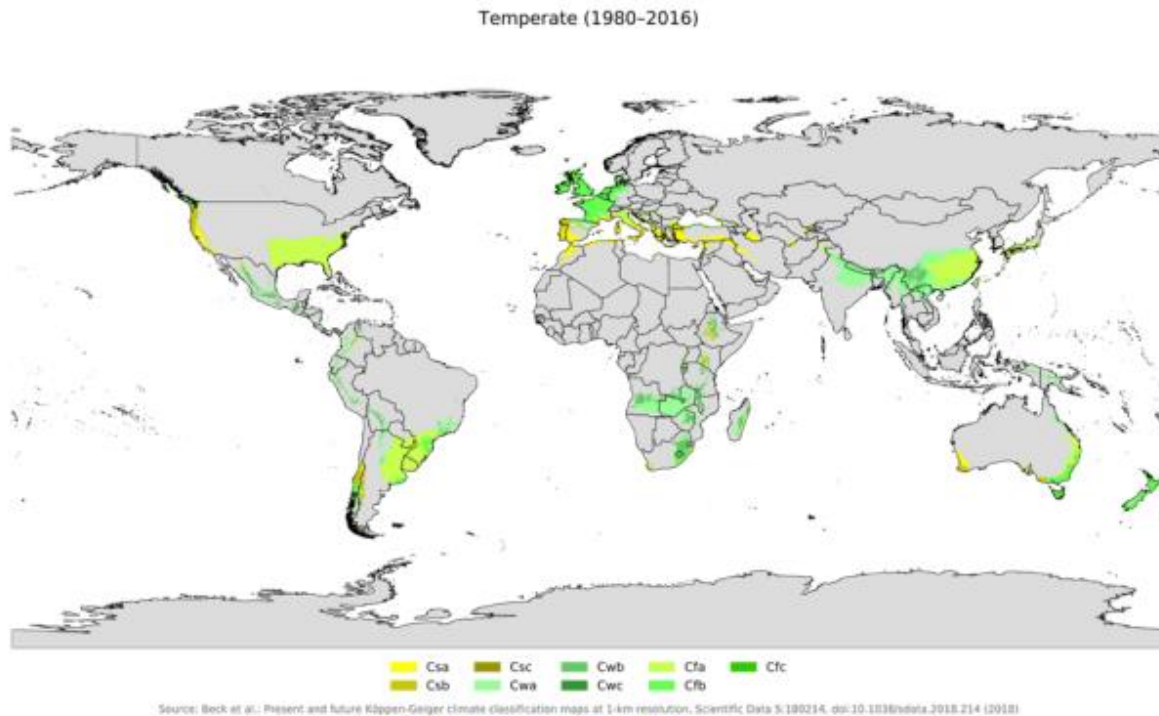 Temperate (1980–2016)
Csa Csc Cwb Cfa Cfc
Csb Cwa Cwc Cfb
Source: Beck et al.: Present and future Köppen-Geiger climate classification maps at 1-km resolution, Scientific Data 5:180214, doi:10.1038/sdata.2018.214 (2018)